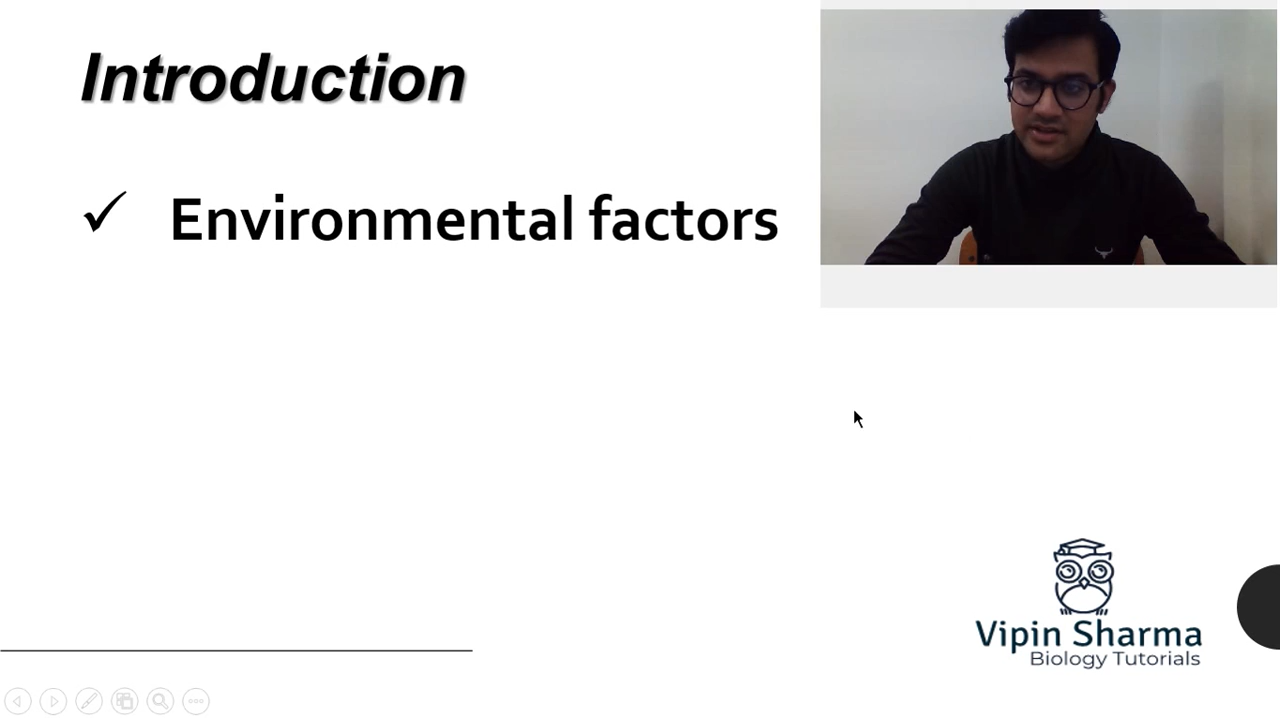 Introduction
✓ Environmental factors
Vipin Sharma
Biology Tutorials